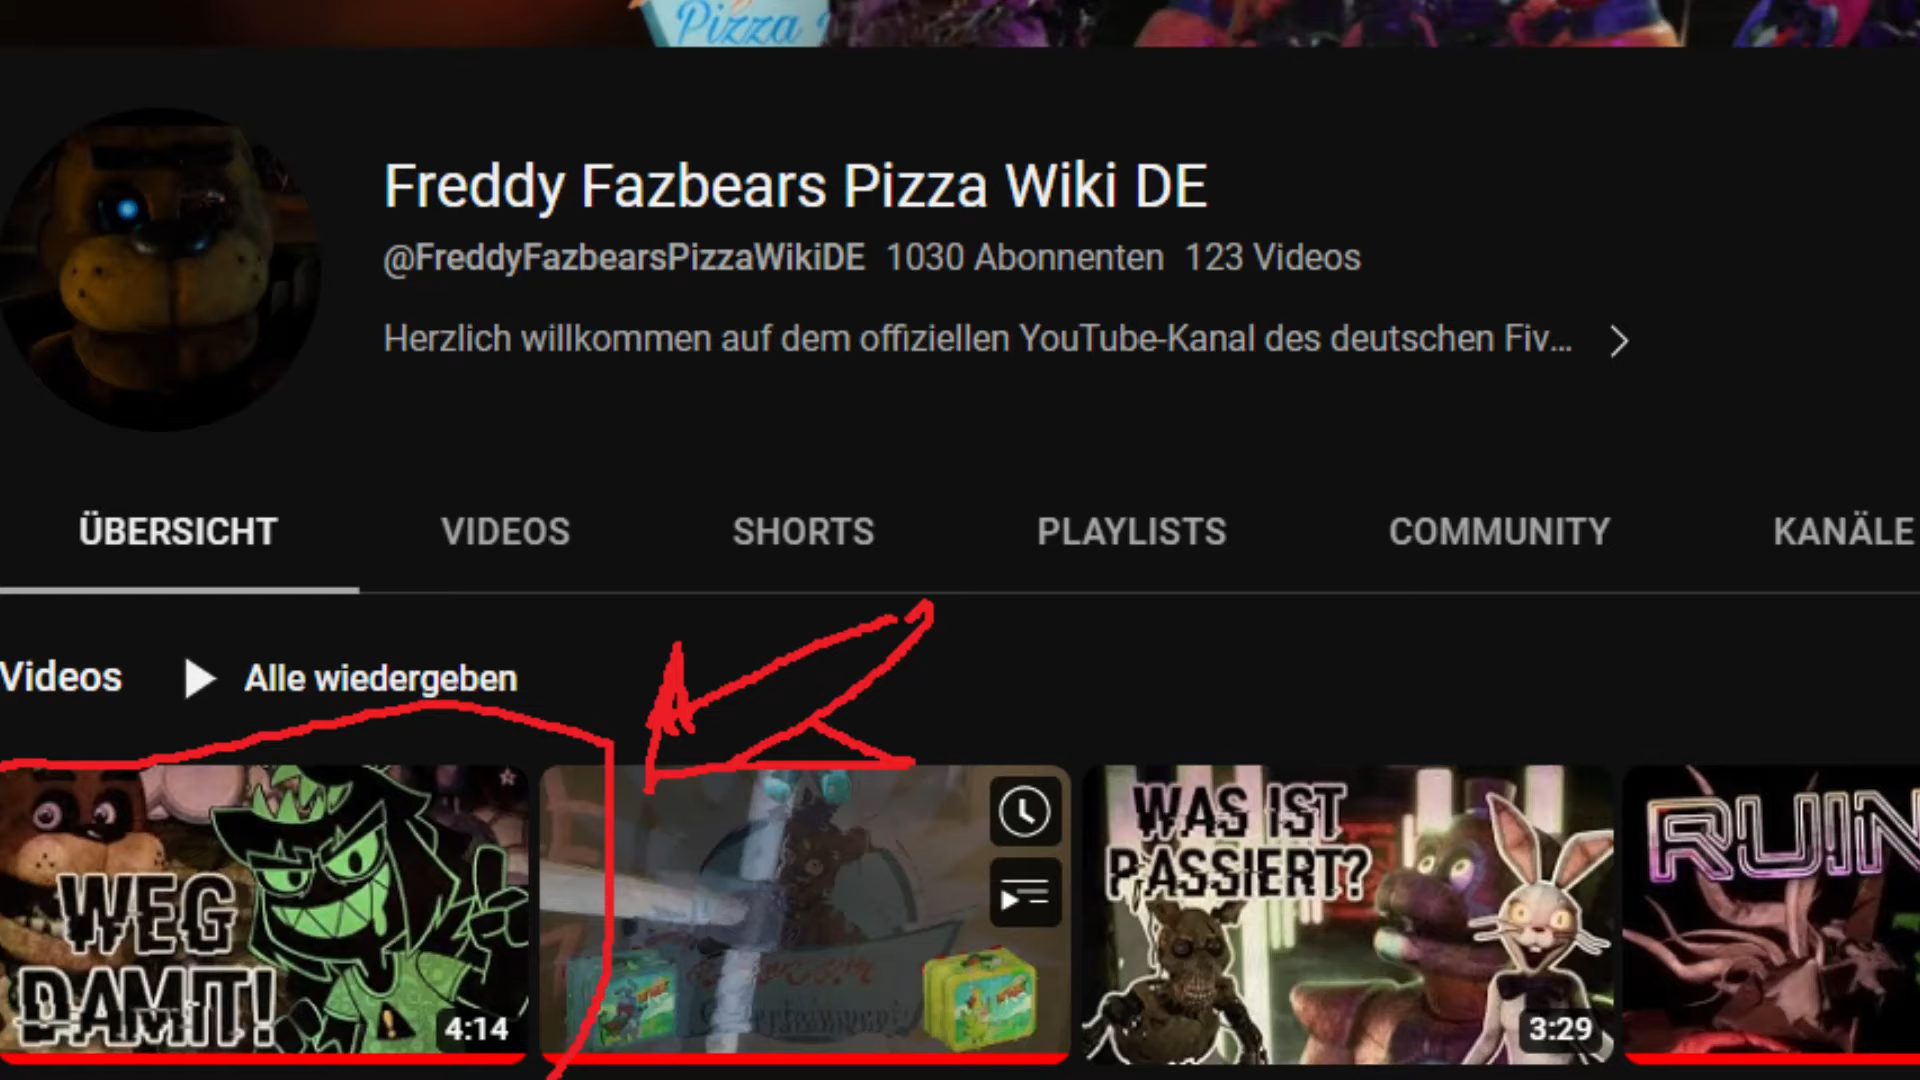 Pizza
Freddy Fazbears Pizza Wiki DE
@FreddyFazbearsPizzaWikiDE 1030 Abonnenten 123 Videos
Herzlich willkommen auf dem offiziellen YouTube-Kanal des deutschen Fiv...
ÜBERSICHT VIDEOS SHORTS PLAYLISTS COMMUNITY KANÄLE
Videos Alle wiedergeben
WEG
DAMIT!
4:14
WAS IST
PASSIERT?
3:29
RUIN